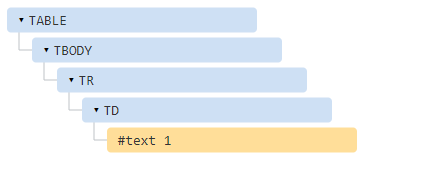 ▾ TABLE
▾ TBODY
▾ TR
▾ TD
#text 1